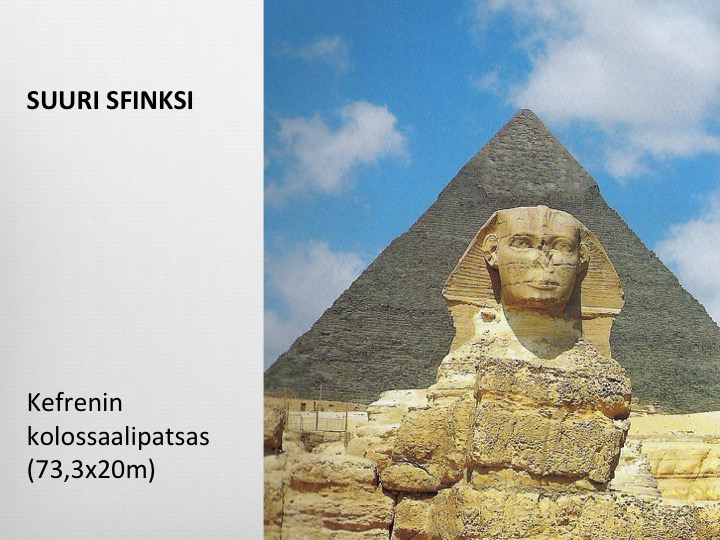 SUURI SFINKSI
Kefrenin
kolossaalipatsas
(73,3x20m)